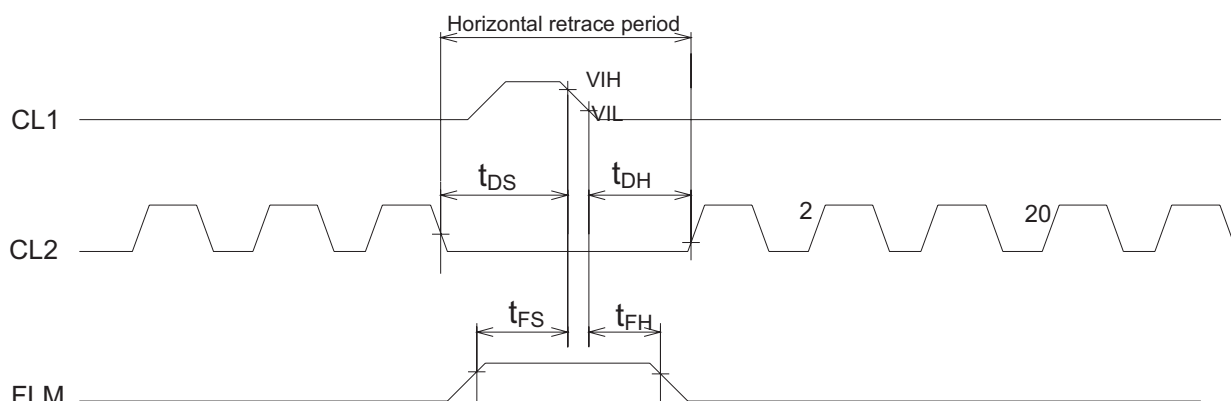 Horizontal retrace period
VIH
CL1
VIL
tDS
tDH
2
20
CL2
tFS
tFH
FLM